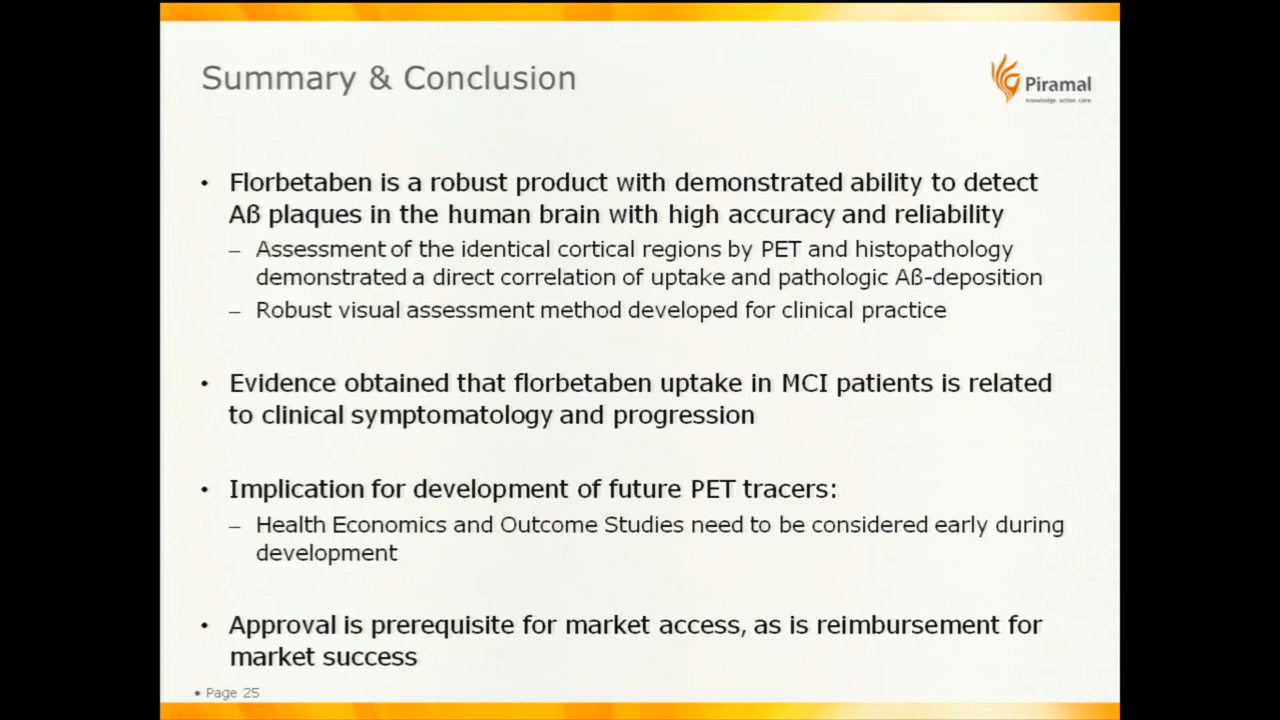 Summary & Conclusion
Piramal
knowledge action care
• Florbetaben is a robust product with demonstrated ability to detect
Aß plaques in the human brain with high accuracy and reliability
– Assessment of the identical cortical regions by PET and histopathology
demonstrated a direct correlation of uptake and pathologic Aß-deposition
– Robust visual assessment method developed for clinical practice
• Evidence obtained that florbetaben uptake in MCI patients is related
to clinical symptomatology and progression
• Implication for development of future PET tracers:
– Health Economics and Outcome Studies need to be considered early during
development
• Approval is prerequisite for market access, as is reimbursement for
market success
• Page 25